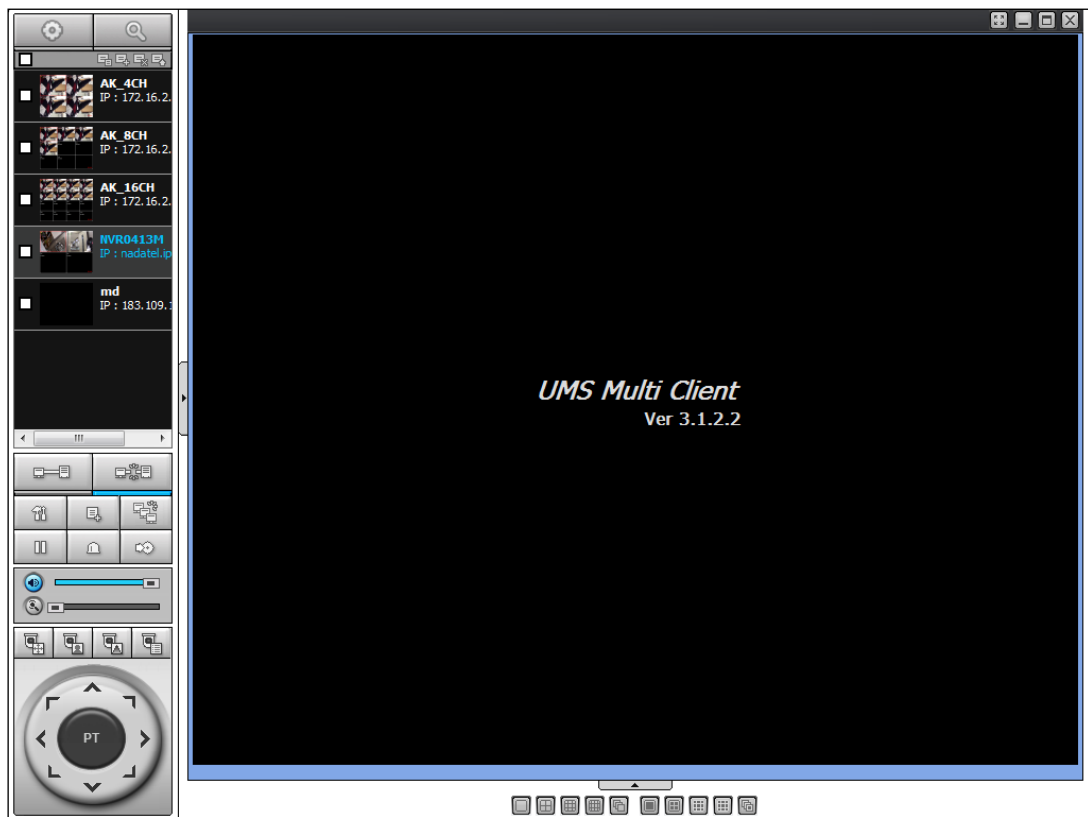 AK_4CH
IP : 172.16.2.
AK_8CH
IP : 172.16.2.
AK_16CH
IP : 172.16.2.
NVR0413M
IP : nadatel.ip
md
IP : 183.109.1
UMS Multi Client
Ver 3.1.2.2
PT